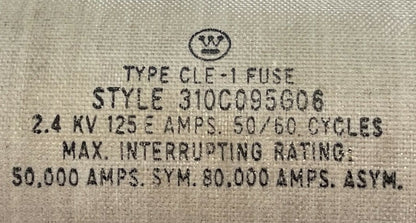 TYPE CLE-1 FUSE
STYLE 310C095G06
2.4 KV 125 E AMPS. 50/60 CYCLES
MAX. INTERRUPTING RATING:
50,000 AMPS. SYM. 80,000 AMPS. ASYM.